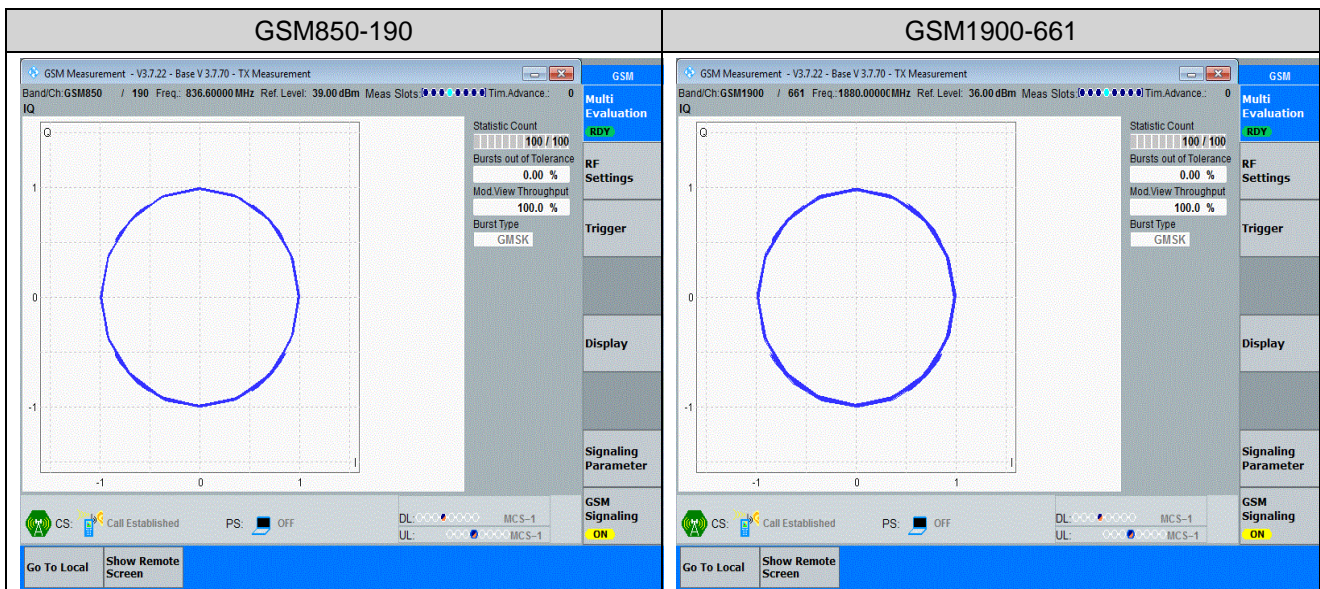 GSM850-190
GSM Measurement - V3.7.22 - Base V 3.7.70 - TX Measurement
GSM
Band/Ch:GSM850 / 190 Freq.: 836.60000 MHz Ref. Level: 39.00 dBm Meas Slots: Tim.Advance.: 0
IQ
Multi
Evaluation
RDY
Q
Statistic Count
100 / 100
Bursts out of Tolerance
0.00 %
RF
Settings
Mod.View Throughput
100.0 %
1
Burst Type
GMSK
Trigger
0
Display
-1
Signaling
Parameter
I
-1 0 1
GSM
Signaling
ON
CS: Call Established PS: OFF
DL: MCS-1
UL: MCS-1
Go To Local
Show Remote
Screen
GSM1900-661
GSM Measurement - V3.7.22 - Base V 3.7.70 - TX Measurement
GSM
Band/Ch:GSM1900 / 661 Freq.:1880.0000 MHz Ref. Level: 36.00 dBm Meas Slots: Tim.Advance.: 0
IQ
Multi
Evaluation
RDY
Q
Statistic Count
100 / 100
Bursts out of Tolerance
0.00 %
RF
Settings
Mod.View Throughput
100.0 %
1
Burst Type
GMSK
Trigger
0
Display
-1
Signaling
Parameter
I
-1 0 1
GSM
Signaling
ON
CS: Call Established PS: OFF
DL: MCS-1
UL: MCS-1
Go To Local
Show Remote
Screen